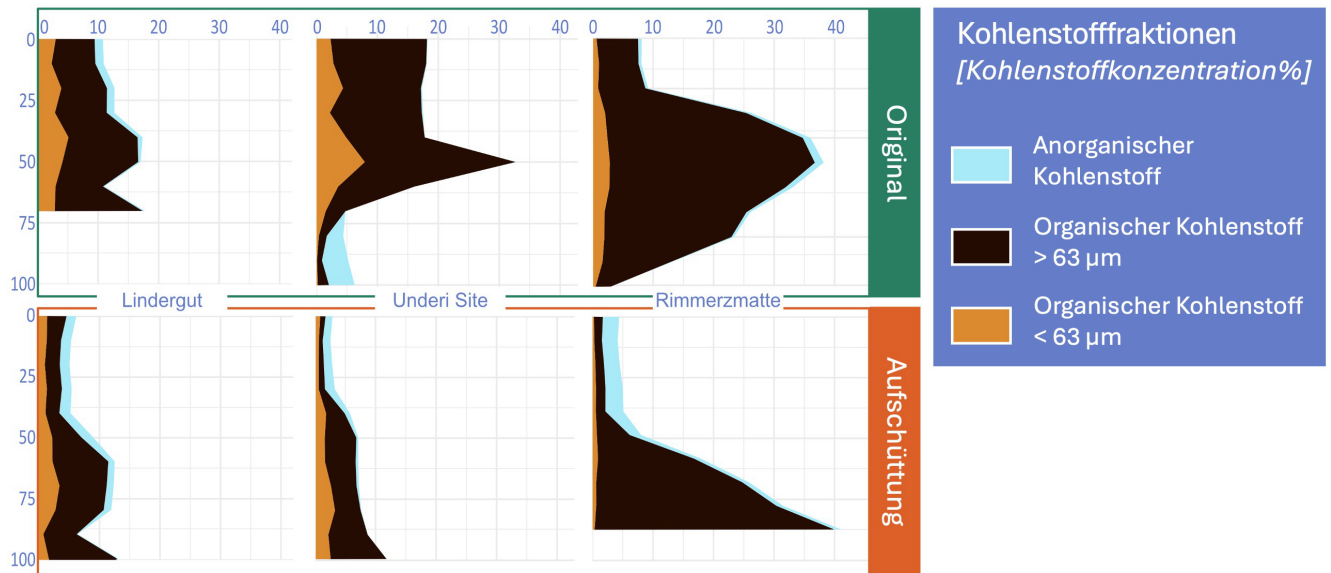 0 10 20 30 40 0 10 20 30 40 0 10 20 30 40
0
25
50
75
100
Original
Lindergut Underi Site Rimmerzmatte
0
25
50
75
100
Aufschüttung
Kohlenstofffraktionen
[Kohlenstoffkonzentration%]
Anorganischer
Kohlenstoff
Organischer Kohlenstoff
> 63 µm
Organischer Kohlenstoff
< 63 µm